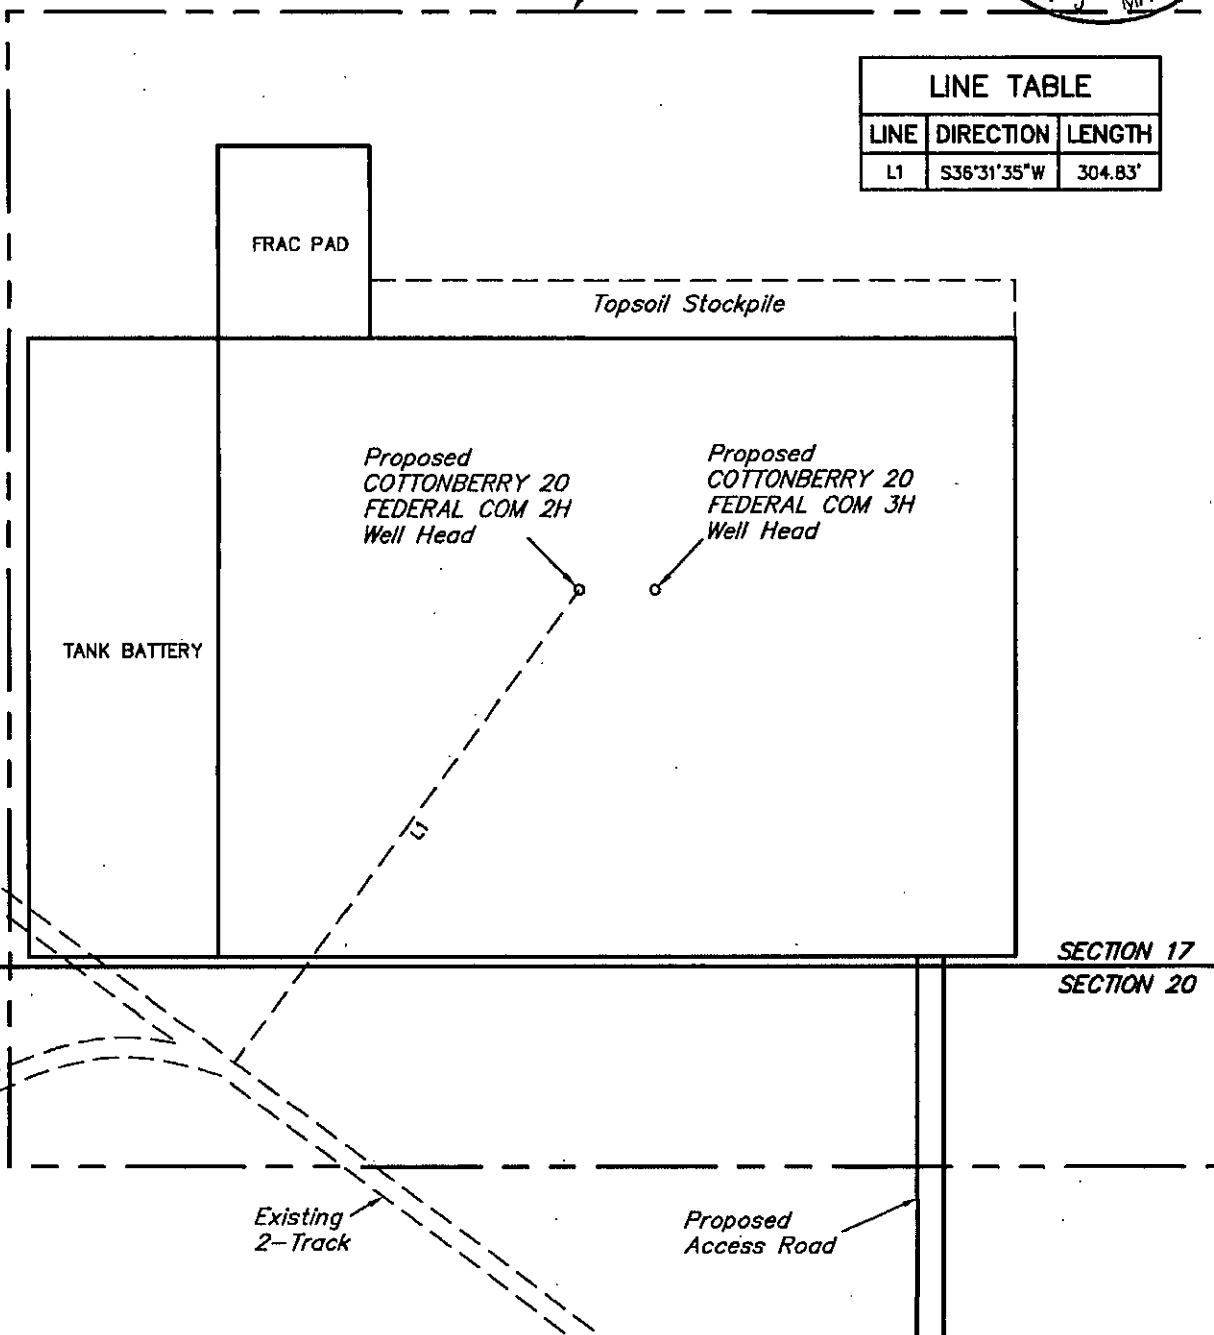 LINE TABLE
LINE DIRECTION LENGTH
L1 S36°31'35"W 304.83'
FRAC PAD
Topsoil Stockpile
Proposed
COTTONBERRY 20
FEDERAL COM 2H
Well Head
Proposed
COTTONBERRY 20
FEDERAL COM 3H
Well Head
TANK BATTERY
L1
SECTION 17
SECTION 20
Existing
2-Track
Proposed
Access Road